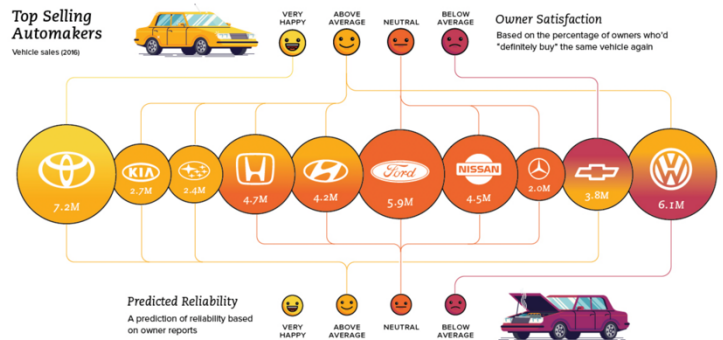 Top Selling
Automakers
Vehicle sales (2016)
VERY
HAPPY
ABOVE
AVERAGE
NEUTRAL
BELOW
AVERAGE
Owner Satisfaction
Based on the percentage of owners who'd
"definitely buy" the same vehicle again
7.2M
KIA
2.7M
2.4M
4.7M
4.2M
Ford
5.9M
NISSAN
4.5M
2.0M
3.8M
6.1M
Predicted Reliability
A prediction of reliability based
on owner reports
VERY
HAPPY
ABOVE
AVERAGE
NEUTRAL
BELOW
AVERAGE